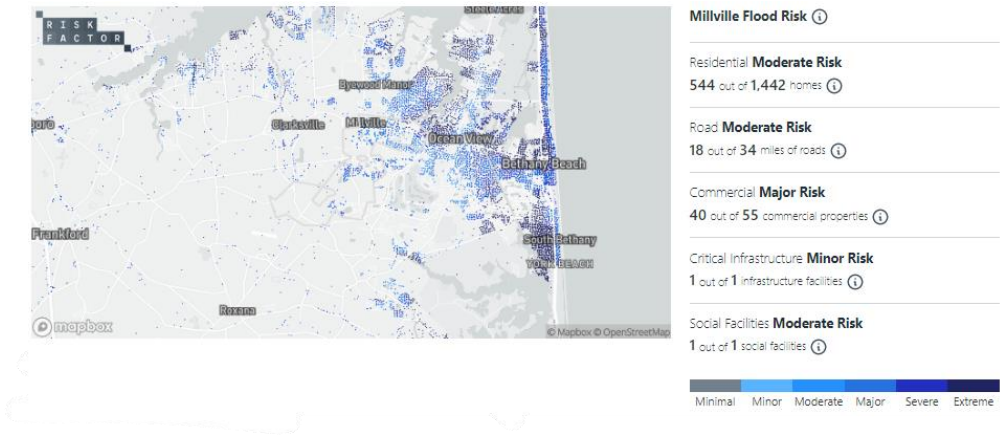 RISK
FACTOR
Steele Acres
Byewood Manor
Clarksville
Millville
Ocean View
Bethany Beach
Frankford
South Bethany
YORK BEACH
Roxana
mapbox
© Mapbox © OpenStreetMap
Millville Flood Risk
Residential Moderate Risk
544 out of 1,442 homes
Road Moderate Risk
18 out of 34 miles of roads
Commercial Major Risk
40 out of 55 commercial properties
Critical Infrastructure Minor Risk
1 out of 1 infrastructure facilities
Social Facilities Moderate Risk
1 out of 1 social facilities
Minimal Minor Moderate Major Severe Extreme